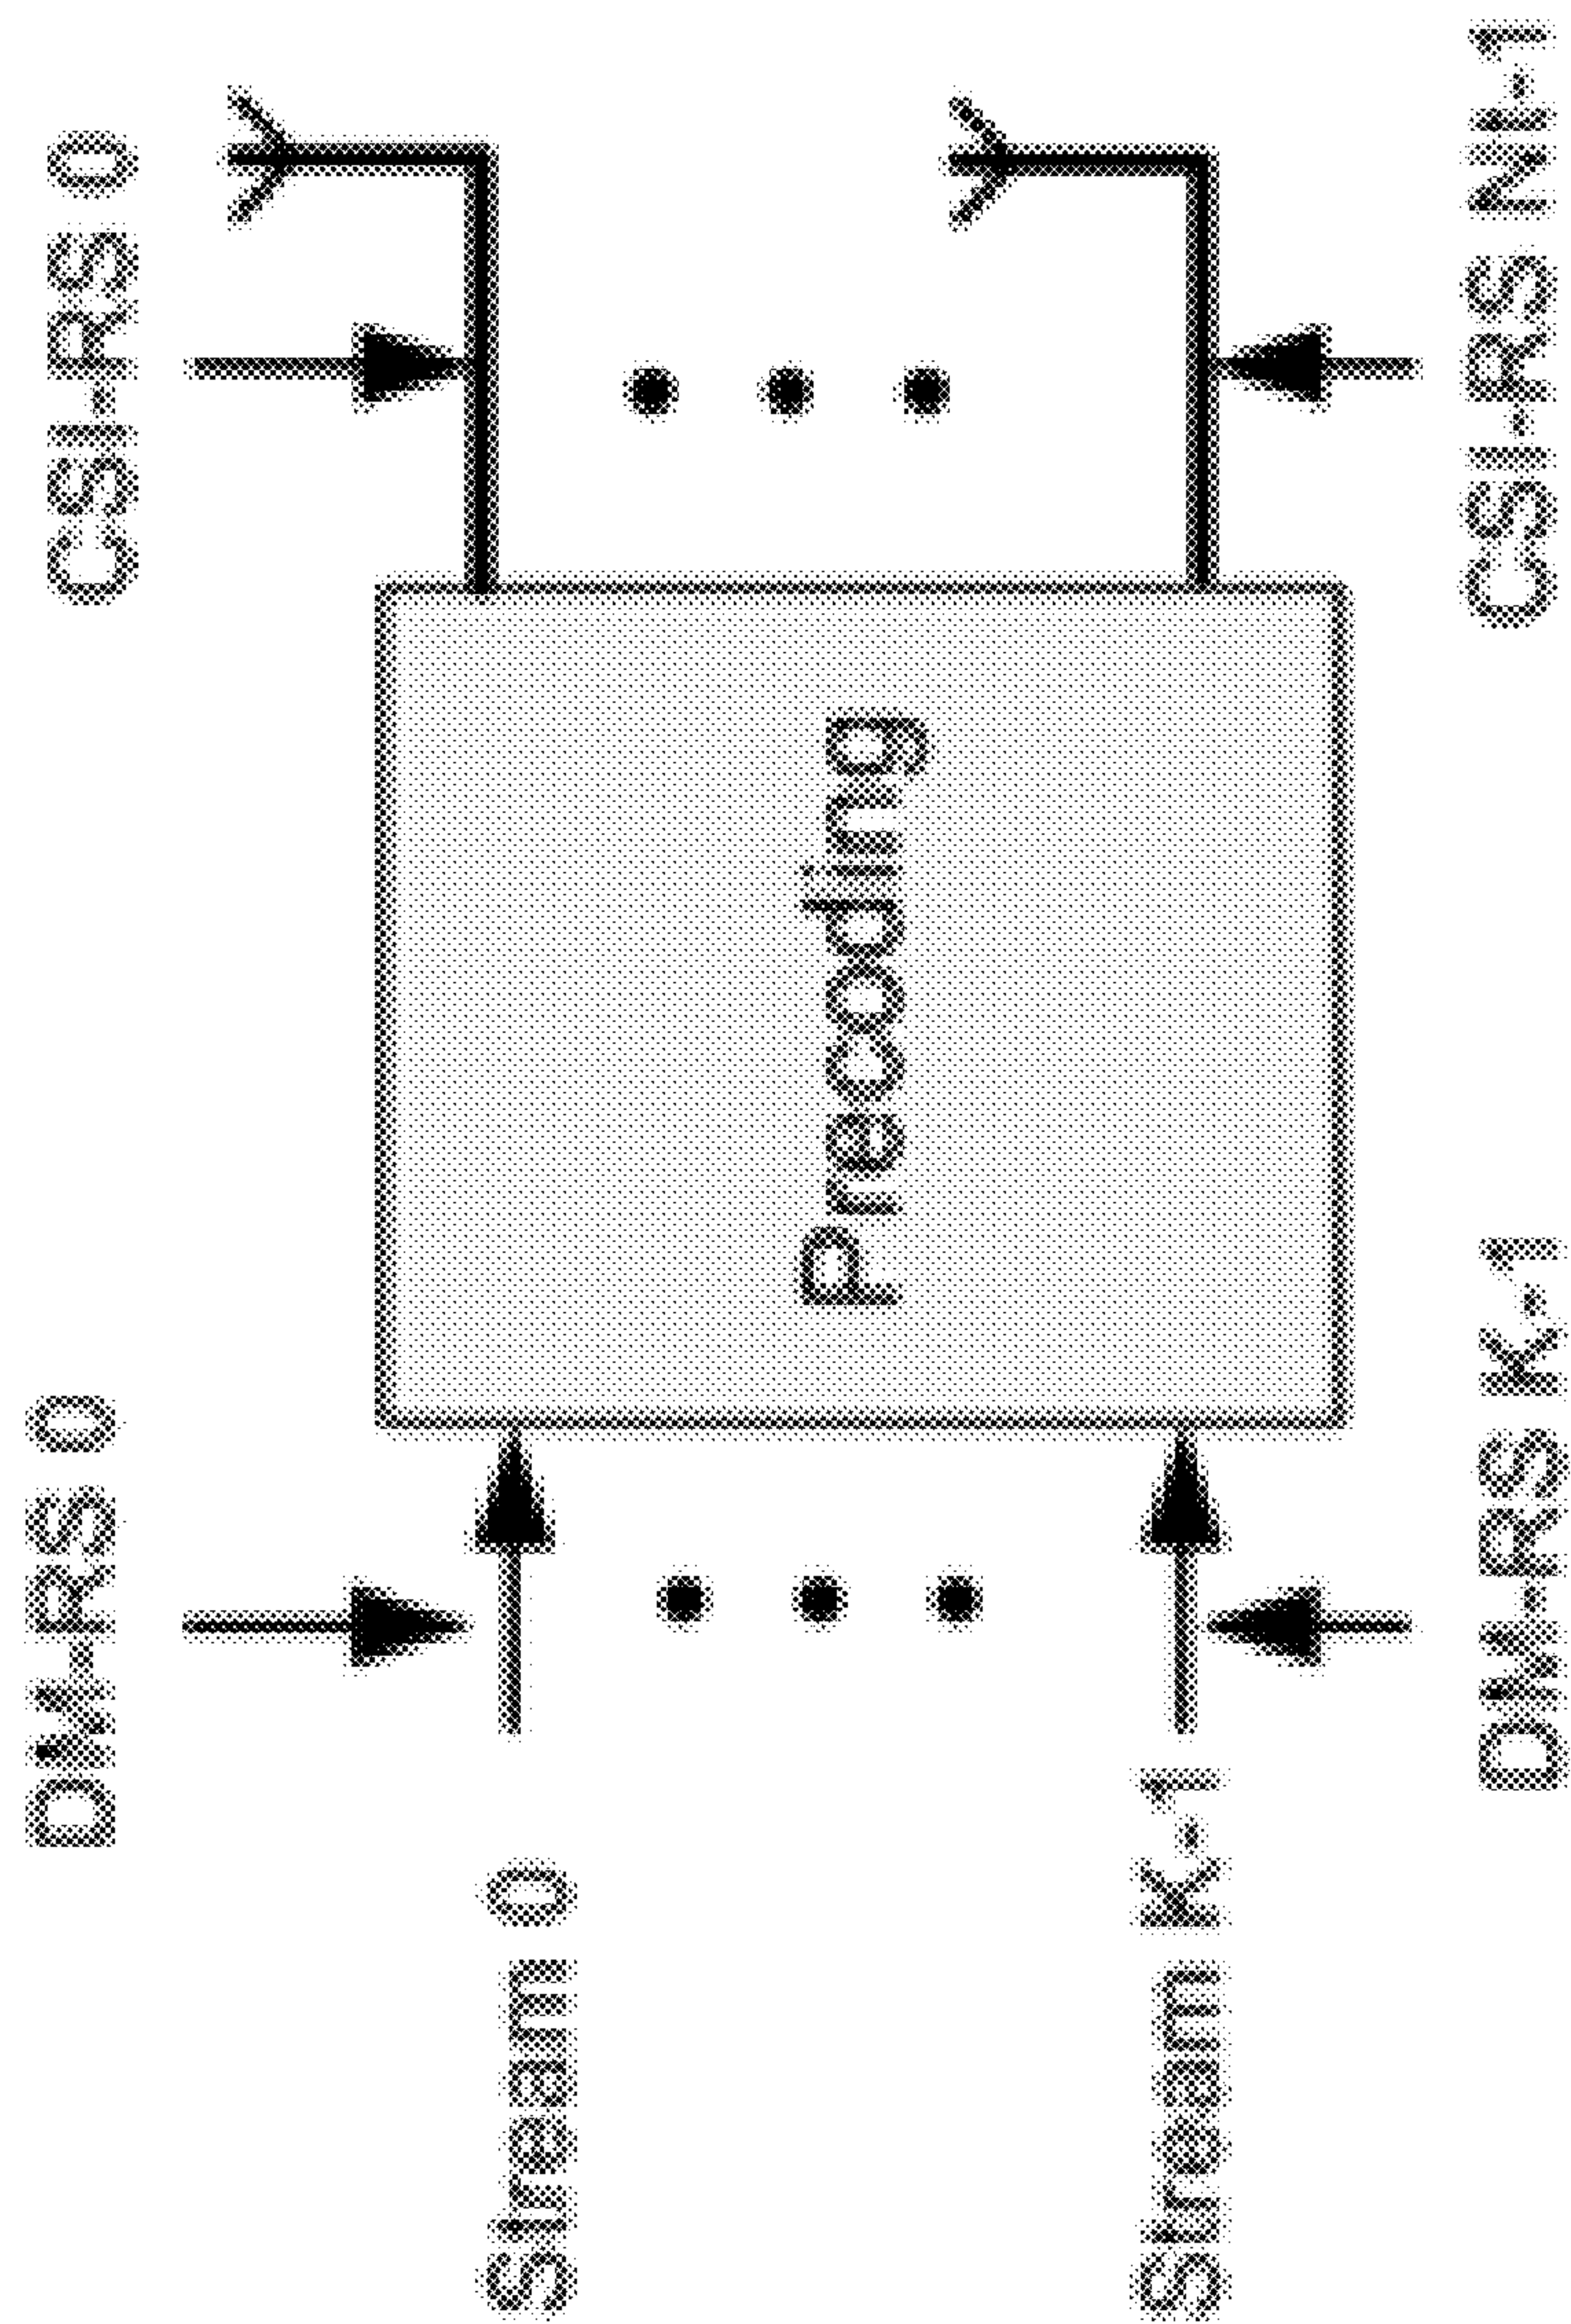 DM-RS 0
CSI-RS 0
Stream 0
Precoding
Stream K-1
DM-RS K-1
CSI-RS Nt-1